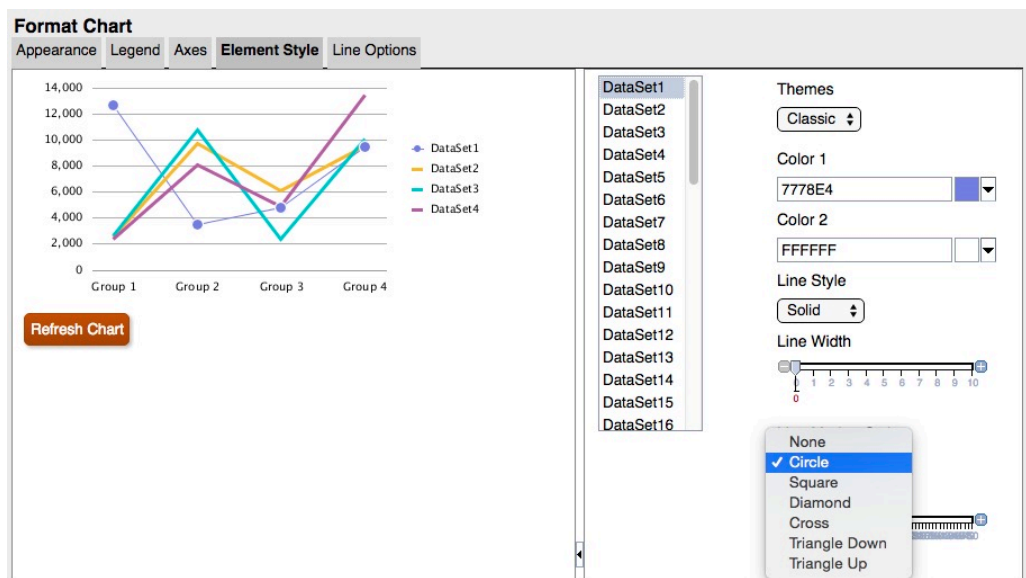 Format Chart
Appearance Legend Axes Element Style Line Options
14,000
12,000
10,000
8,000
6,000
4,000
2,000
0
Group 1 Group 2 Group 3 Group 4
DataSet1
DataSet2
DataSet3
DataSet4
Refresh Chart
DataSet1
DataSet2
DataSet3
DataSet4
DataSet5
DataSet6
DataSet7
DataSet8
DataSet9
DataSet10
DataSet11
DataSet12
DataSet13
DataSet14
DataSet15
DataSet16
Themes
Classic
Color 1
7778E4
Color 2
FFFFFF
Line Style
Solid
Line Width
0 1 2 3 4 5 6 7 8 9 10
0
None
Circle
Square
Diamond
Cross
Triangle Down
Triangle Up